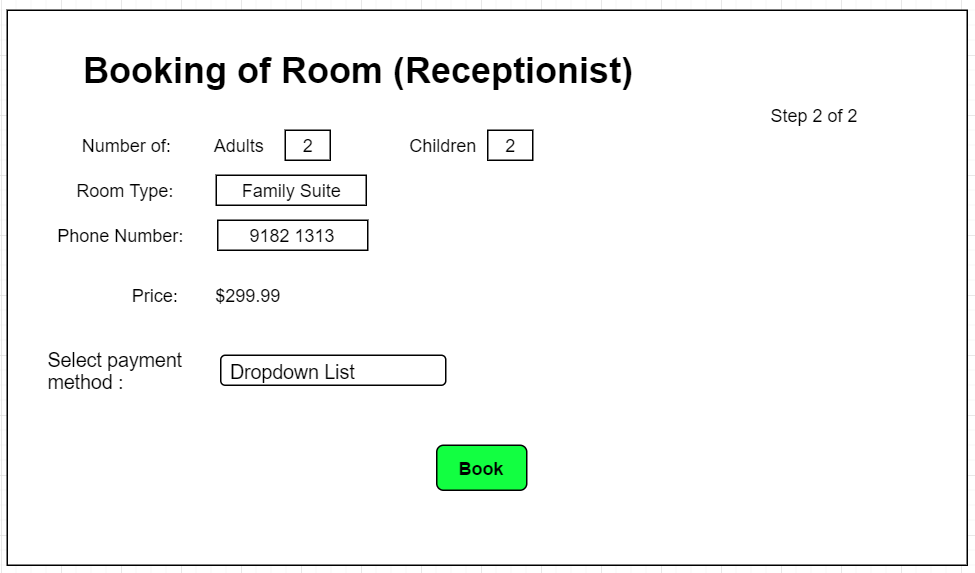 Booking of Room (Receptionist)
Step 2 of 2
Number of: Adults 2 Children 2
Room Type: Family Suite
Phone Number: 9182 1313
Price: $299.99
Select payment
method :
Dropdown List
Book